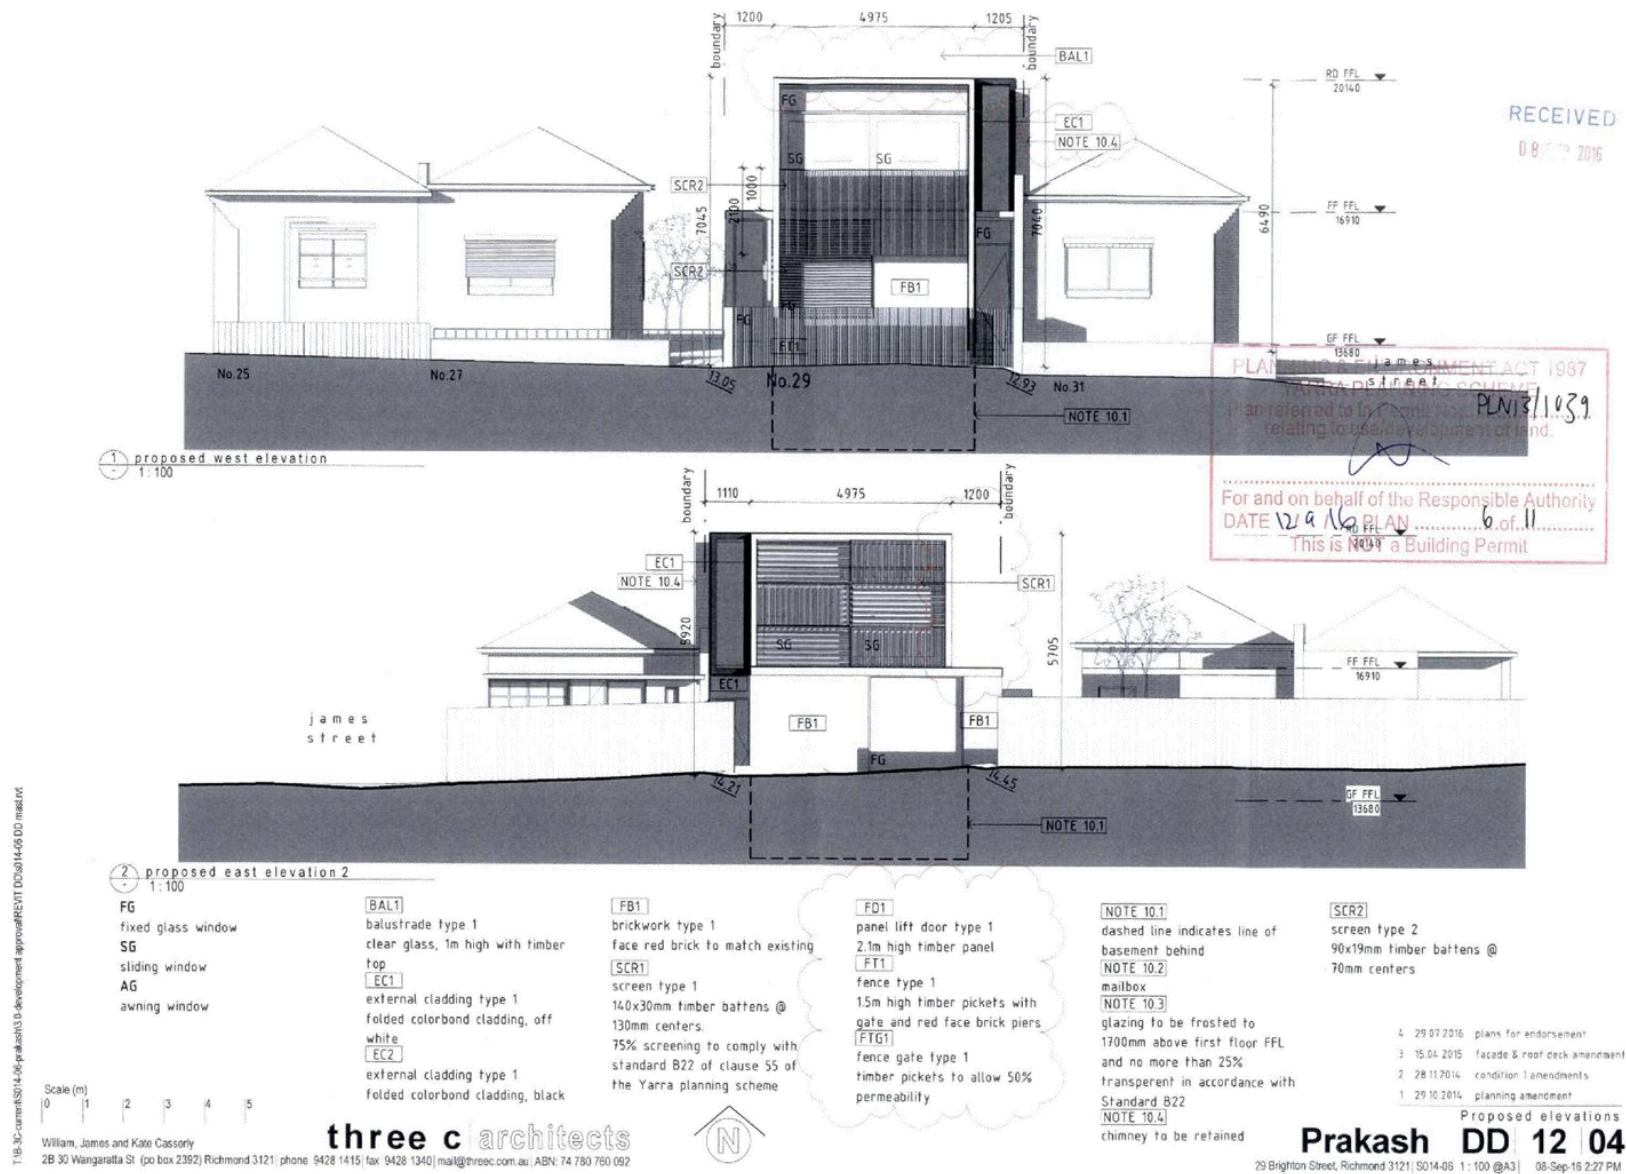 boundary
1200
4975
1205
boundary
BAL1
RD FFL
20140
RECEIVED
2016
FG
EC1
NOTE 10.4
SG
SG
SCR2
1000
2100
7045
7040
6490
FF FFL
16910
FG
SCR2
FB1
FG
FG
FT1
GF FFL
13680
james
street
No.25
No.27
13.05
No.29
12.93
No.31
NOTE 10.1
PLANNING & ENVIRONMENT ACT 1987
YARRA PLANNING SCHEME
Plan referred to in Permit No. PLN13/1039
relating to use/development of land.
For and on behalf of the Responsible Authority
DATE 12/9/16 PLAN 6 of 11
This is NOT a Building Permit
1 proposed west elevation
1:100
boundary
1110
4975
1200
boundary
RD FFL
20140
EC1
NOTE 10.4
SCR1
5920
5705
SG
SG
FF FFL
16910
EC1
FB1
FB1
FG
james
street
14.21
14.45
GF FFL
13680
NOTE 10.1
2 proposed east elevation 2
1:100
FG
fixed glass window
SG
sliding window
AG
awning window
BAL1
balustrade type 1
clear glass, 1m high with timber
top
EC1
external cladding type 1
folded colorbond cladding, off
white
EC2
external cladding type 1
folded colorbond cladding, black
FB1
brickwork type 1
face red brick to match existing
SCR1
screen type 1
140x30mm timber battens @
130mm centers.
75% screening to comply with
standard B22 of clause 55 of
the Yarra planning scheme
FD1
panel lift door type 1
2.1m high timber panel
FT1
fence type 1
1.5m high timber pickets with
gate and red face brick piers
FTG1
fence gate type 1
timber pickets to allow 50%
permeability
NOTE 10.1
dashed line indicates line of
basement behind
NOTE 10.2
mailbox
NOTE 10.3
glazing to be frosted to
1700mm above first floor FFL
and no more than 25%
transperent in accordance with
Standard B22
NOTE 10.4
chimney to be retained
SCR2
screen type 2
90x19mm timber battens @
70mm centers
4 29.07.2016 plans for endorsement
3 15.04.2015 facade & roof deck amendment
2 28.11.2014 condition 1 amendments
1 29.10.2014 planning amendment
Proposed elevations
Scale (m)
0 1 2 3 4 5
William, James and Kate Casserly
2B 30 Wangaratta St (po box 2392) Richmond 3121 | phone 9428 1415 | fax 9428 1340 | mail@threec.com.au | ABN: 74 780 760 092
three c architects
N
Prakash DD 12 04
29 Brighton Street, Richmond 3121 | S014-06 1:100 @A3 | 08-Sep-16 2:27 PM